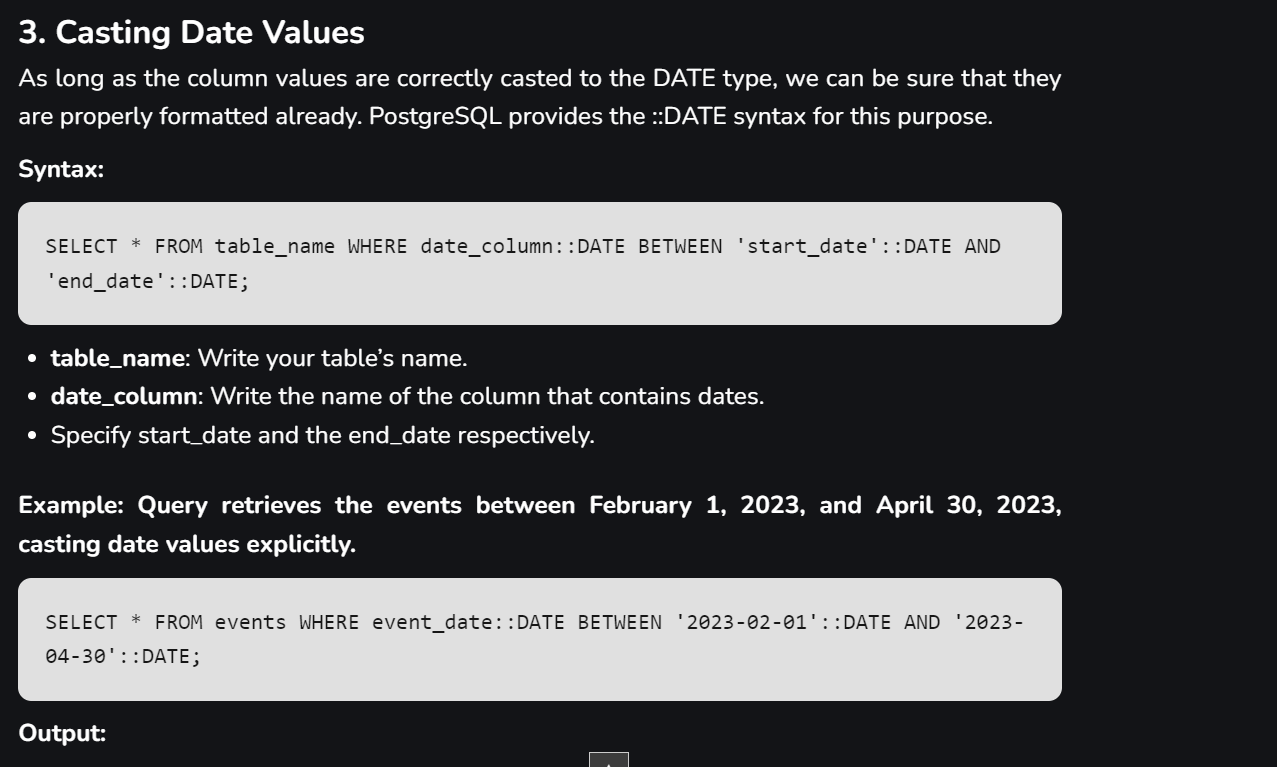 3. Casting Date Values
As long as the column values are correctly casted to the DATE type, we can be sure that they
are properly formatted already. PostgreSQL provides the ::DATE syntax for this purpose.
Syntax:
SELECT * FROM table_name WHERE date_column::DATE BETWEEN 'start_date'::DATE AND
'end_date'::DATE;
• table_name: Write your table’s name.
• date_column: Write the name of the column that contains dates.
• Specify start_date and the end_date respectively.
Example: Query retrieves the events between February 1, 2023, and April 30, 2023,
casting date values explicitly.
SELECT * FROM events WHERE event_date::DATE BETWEEN '2023-02-01'::DATE AND '2023-
04-30'::DATE;
Output: